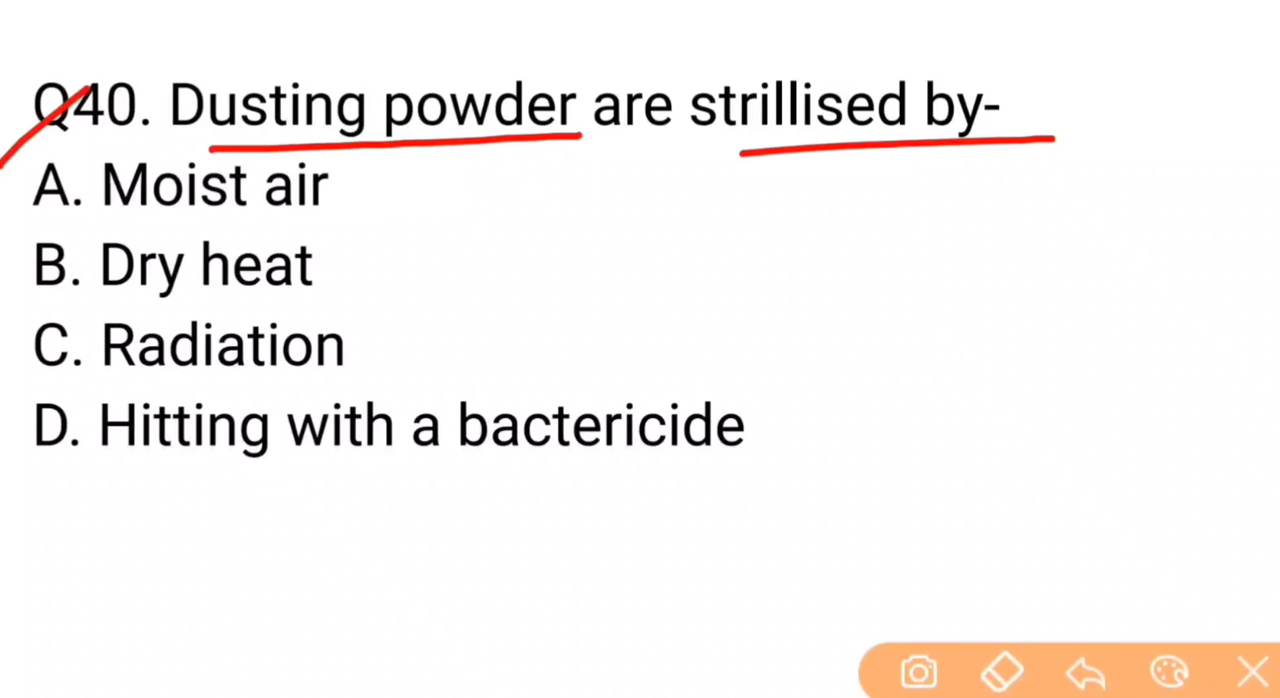 Q40. Dusting powder are strillised by-
A. Moist air
B. Dry heat
C. Radiation
D. Hitting with a bactericide